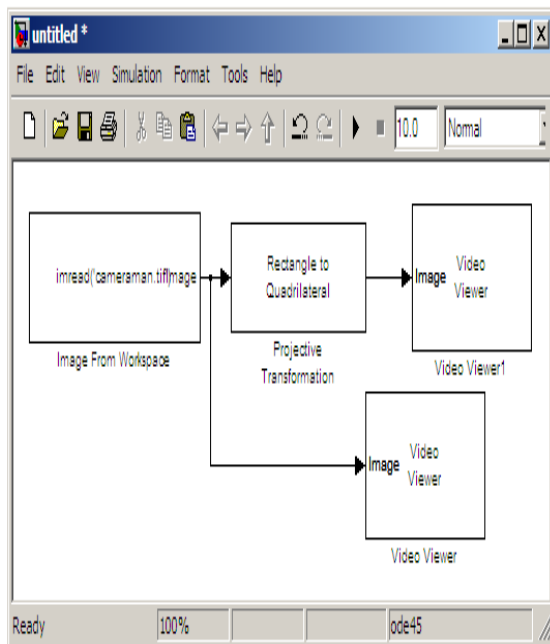 untitled *
File Edit View Simulation Format Tools Help
10.0 Normal
imread('cameraman.tif Image
Image From Workspace
Rectangle to
Quadrilateral
Projective
Transformation
Image Video
Viewer
Video Viewer1
Image Video
Viewer
Video Viewer
Ready 100% ode45